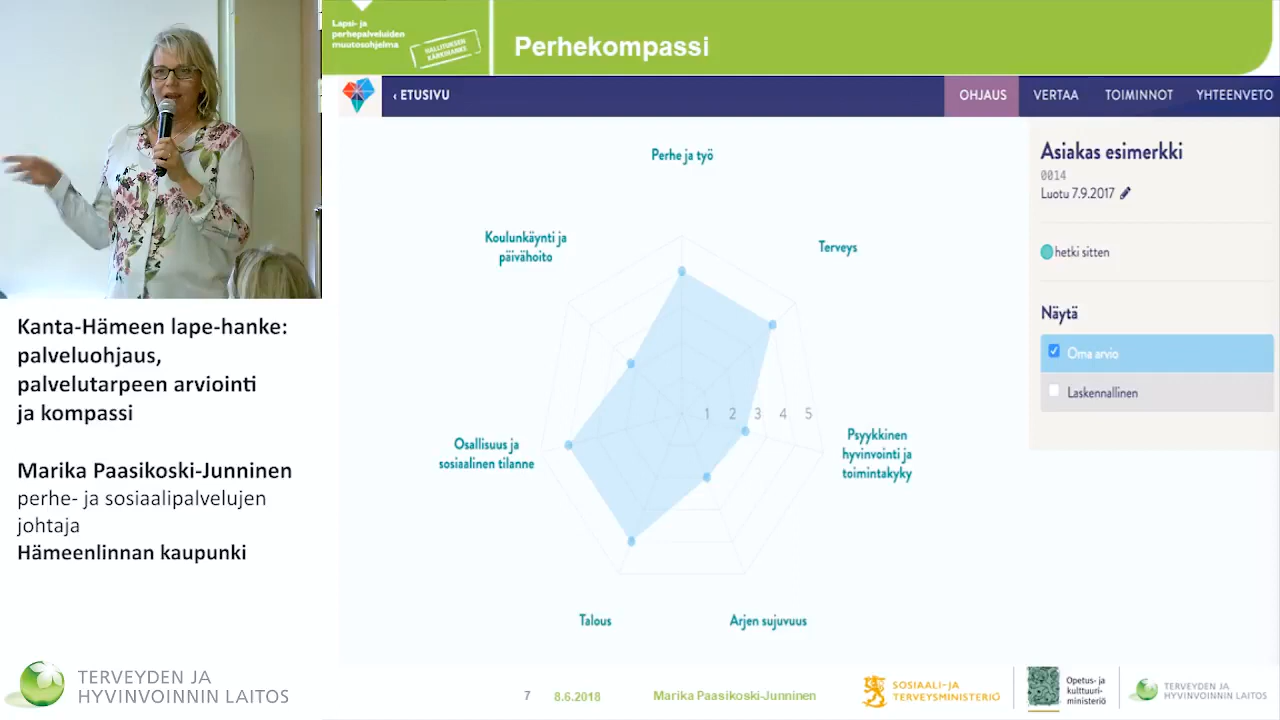 Lapsi- ja
perhepalveluiden
muutosohjelma
HALLITUKSEN
KÄRKIHANKE
Perhekompassi
‹ ETUSIVU
OHJAUS
VERTAA
TOIMINNOT
YHTEENVETO
Perhe ja työ
Koulunkäynti ja
päivähoito
Terveys
1 2 3 4 5
Osallisuus ja
sosiaalinen tilanne
Psyykkinen
hyvinvointi ja
toimintakyky
Talous
Arjen sujuvuus
Asiakas esimerkki
0014
Luotu 7.9.2017
hetki sitten
Näytä
Oma arvio
Laskennallinen
Kanta-Hämeen lape-hanke:
palveluohjaus,
palvelutarpeen arviointi
ja kompassi
Marika Paasikoski-Junninen
perhe- ja sosiaalipalvelujen
johtaja
Hämeenlinnan kaupunki
TERVEYDEN JA
HYVINVOINNIN LAITOS
7
8.6.2018
Marika Paasikoski-Junninen
SOSIAALI- JA
TERVEYSMINISTERIÖ
Opetus- ja
kulttuuri-
ministeriö
TERVEYDEN JA
HYVINVOINNIN LAITOS